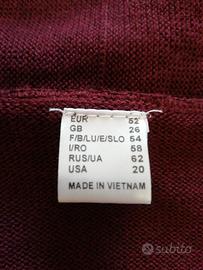 EUR 52
GB 26
F/B/LU/E/SLO 54
I/RO 58
RUS/UA 62
USA 20
MADE IN VIETNAM
subito